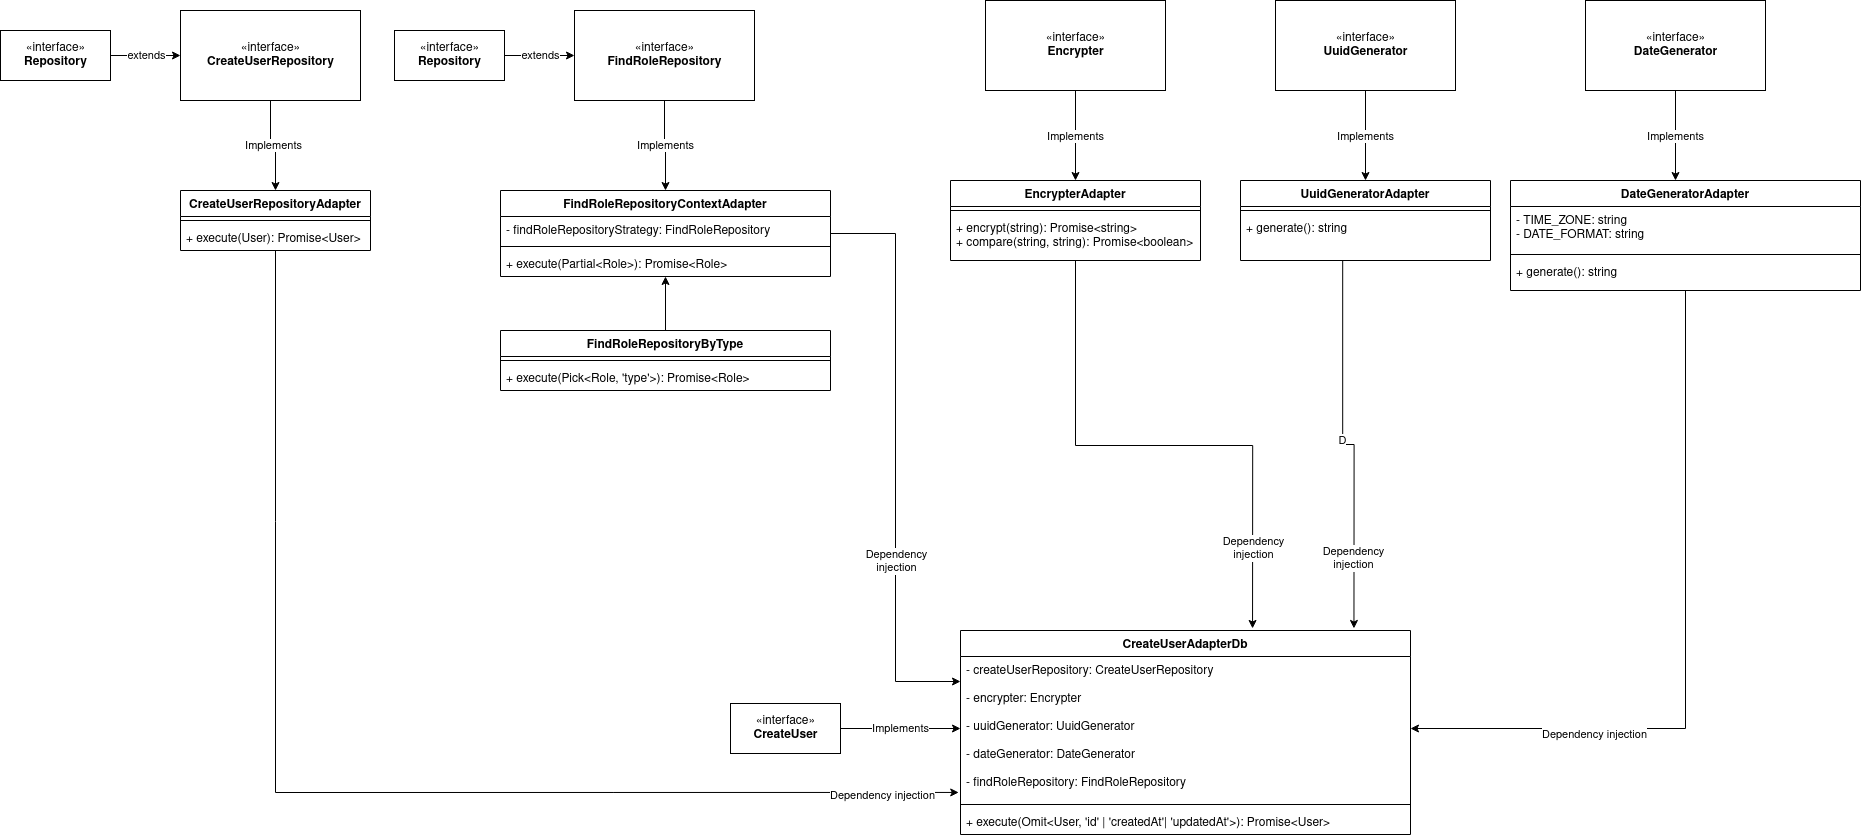 «interface»
Repository
extends
«interface»
CreateUserRepository
«interface»
Repository
extends
«interface»
FindRoleRepository
«interface»
Encrypter
«interface»
UuidGenerator
«interface»
DateGenerator
Implements
Implements
Implements
Implements
Implements
CreateUserRepositoryAdapter
+ execute(User): Promise<User>
FindRoleRepositoryContextAdapter
- findRoleRepositoryStrategy: FindRoleRepository
+ execute(Partial<Role>): Promise<Role>
EncrypterAdapter
+ encrypt(string): Promise<string>
+ compare(string, string): Promise<boolean>
UuidGeneratorAdapter
+ generate(): string
DateGeneratorAdapter
- TIME_ZONE: string
- DATE_FORMAT: string
+ generate(): string
FindRoleRepositoryByType
+ execute(Pick<Role, 'type'>): Promise<Role>
D
Dependency
injection
Dependency
injection
Dependency
injection
CreateUserAdapterDb
- createUserRepository: CreateUserRepository
- encrypter: Encrypter
- uuidGenerator: UuidGenerator
- dateGenerator: DateGenerator
- findRoleRepository: FindRoleRepository
+ execute(Omit<User, 'id' | 'createdAt'| 'updatedAt'>): Promise<User>
«interface»
CreateUser
Implements
Dependency injection
Dependency injection